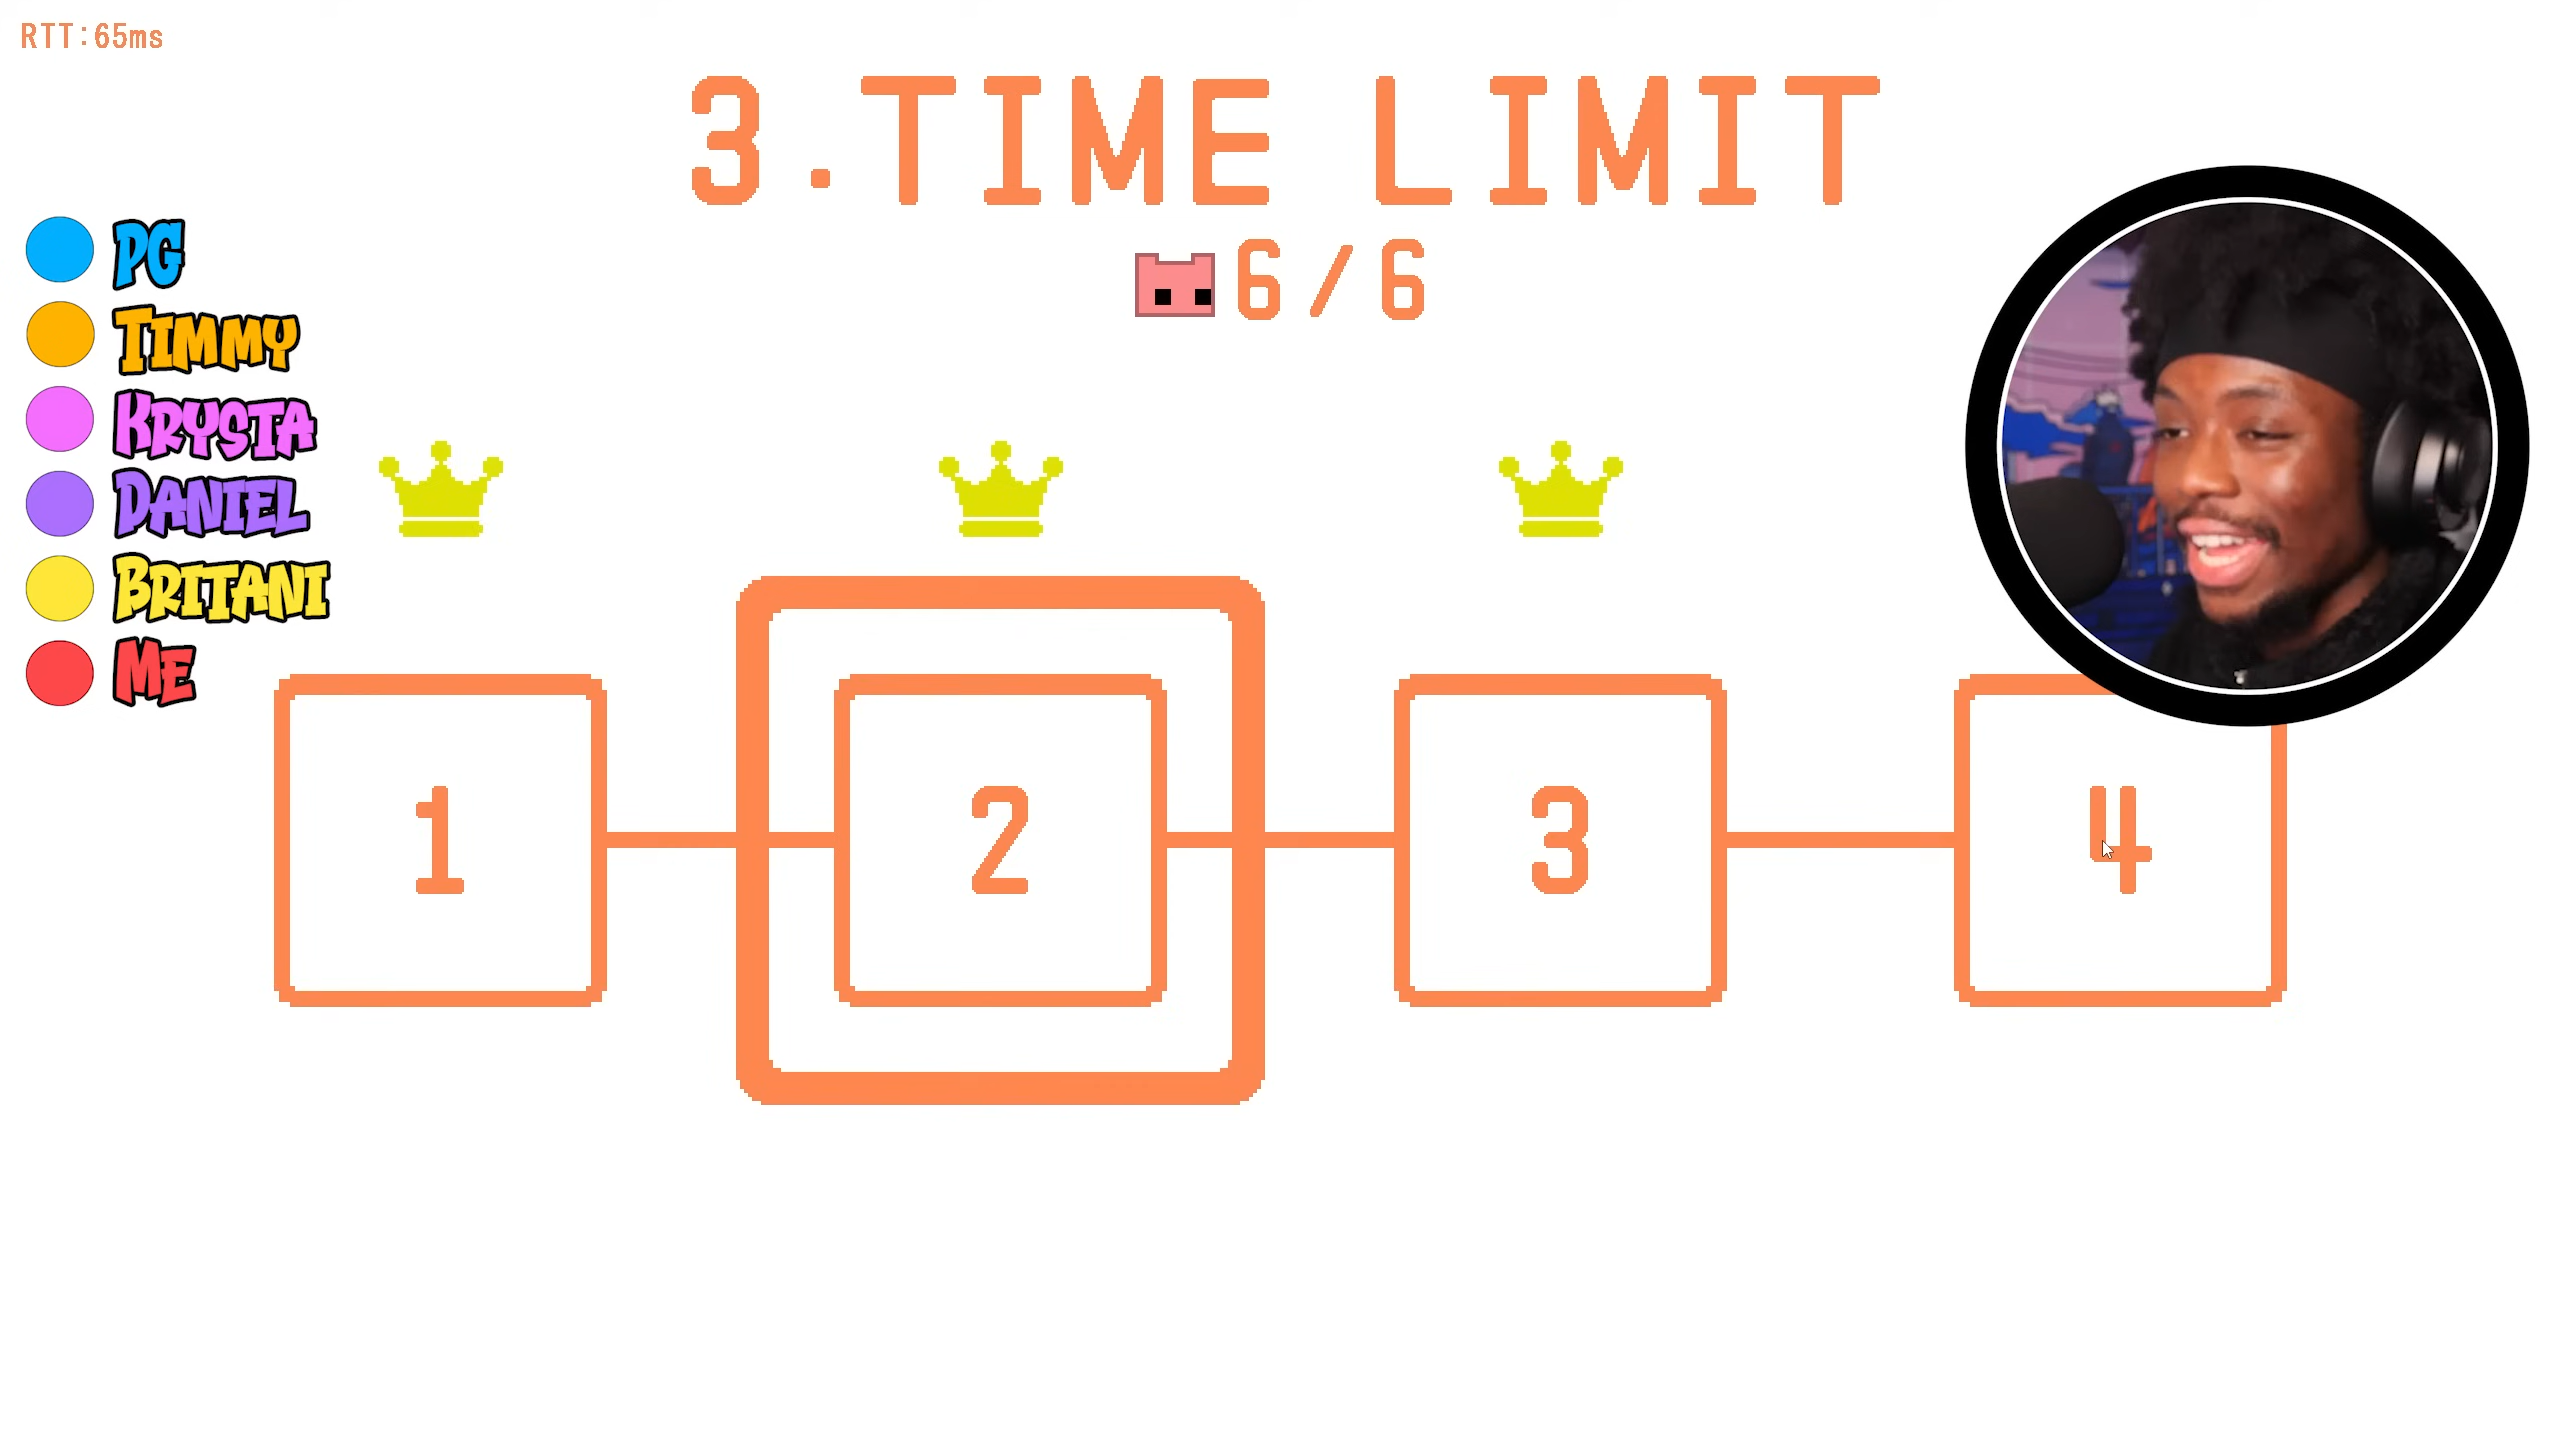 RTT:65ms
3.TIME LIMIT
6/6
PG
TIMMY
KRYSTA
DANIEL
BRITANI
ME
1
2
3
4